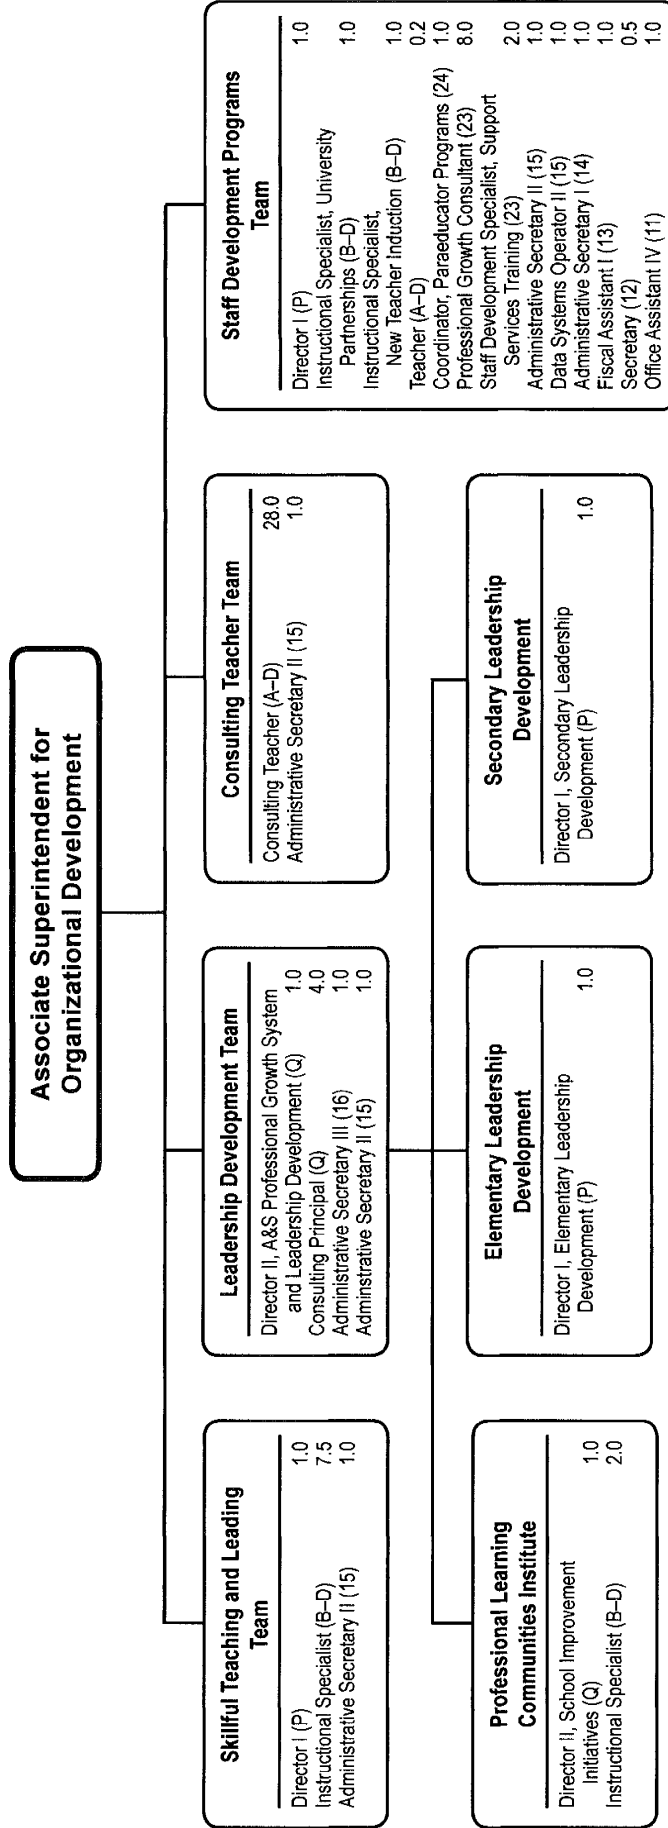 Associate Superintendent for
Organizational Development
Skillful Teaching and Leading
Team
Director I (P) 1.0
Instructional Specialist (B–D) 7.5
Administrative Secretary II (15) 1.0
Leadership Development Team
Director II, A&S Professional Growth System
and Leadership Development (Q) 1.0
Consulting Principal (Q) 4.0
Administrative Secretary III (16) 1.0
Adminstrative Secretary II (15) 1.0
Consulting Teacher Team
Consulting Teacher (A–D) 28.0
Administrative Secretary II (15) 1.0
Staff Development Programs
Team
Director I (P) 1.0
Instructional Specialist, University
Partnerships (B–D) 1.0
Instructional Specialist,
New Teacher Induction (B–D) 1.0
Teacher (A–D) 0.2
Coordinator, Paraeducator Programs (24) 1.0
Professional Growth Consultant (23) 8.0
Staff Development Specialist, Support
Services Training (23) 2.0
Administrative Secretary II (15) 1.0
Data Systems Operator II (15) 1.0
Administrative Secretary I (14) 1.0
Fiscal Assistant I (13) 1.0
Secretary (12) 0.5
Office Assistant IV (11) 1.0
Professional Learning
Communities Institute
Director II, School Improvement
Initiatives (Q) 1.0
Instructional Specialist (B–D) 2.0
Elementary Leadership
Development
Director I, Elementary Leadership
Development (P) 1.0
Secondary Leadership
Development
Director I, Secondary Leadership
Development (P) 1.0